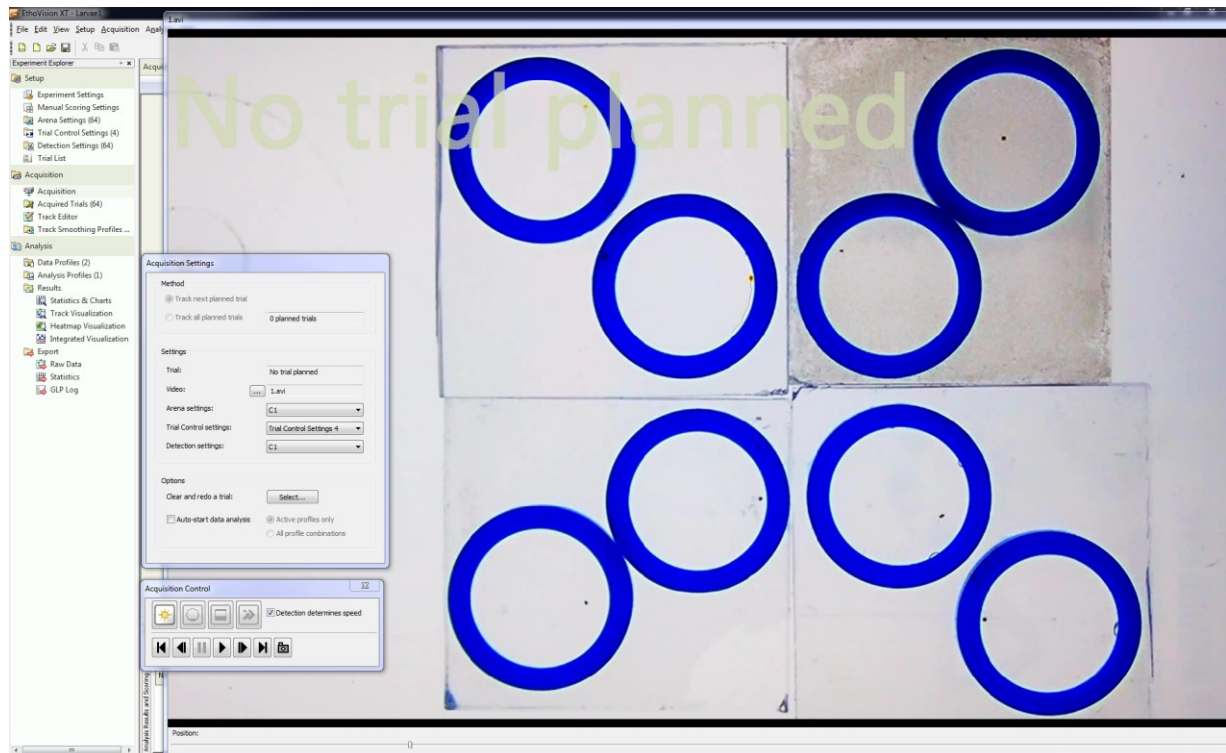 EthoVision XT - Larvae1
File Edit View Setup Acquisition
Experiment Explorer
Setup
Experiment Settings
Manual Scoring Settings
Arena Settings (64)
Trial Control Settings (4)
Detection Settings (64)
Trial List
Acquisition
Acquisition
Acquired Trials (64)
Track Editor
Track Smoothing Profiles ...
Analysis
Data Profiles (2)
Analysis Profiles (1)
Results
Statistics & Charts
Track Visualization
Heatmap Visualization
Integrated Visualization
Export
Raw Data
Statistics
GLP Log
1.avi
No trial planned
Acquisition Settings
Method
Track next planned trial
Track all planned trials 0 planned trials
Settings
Trial: No trial planned
Video: ... 1.avi
Arena settings: C1
Trial Control settings: Trial Control Settings 4
Detection settings: C1
Options
Clear and redo a trial: Select...
Auto-start data analysis Active profiles only
All profile combinations
Acquisition Control
Detection determines speed
Analysis Results and Scoring
Position: